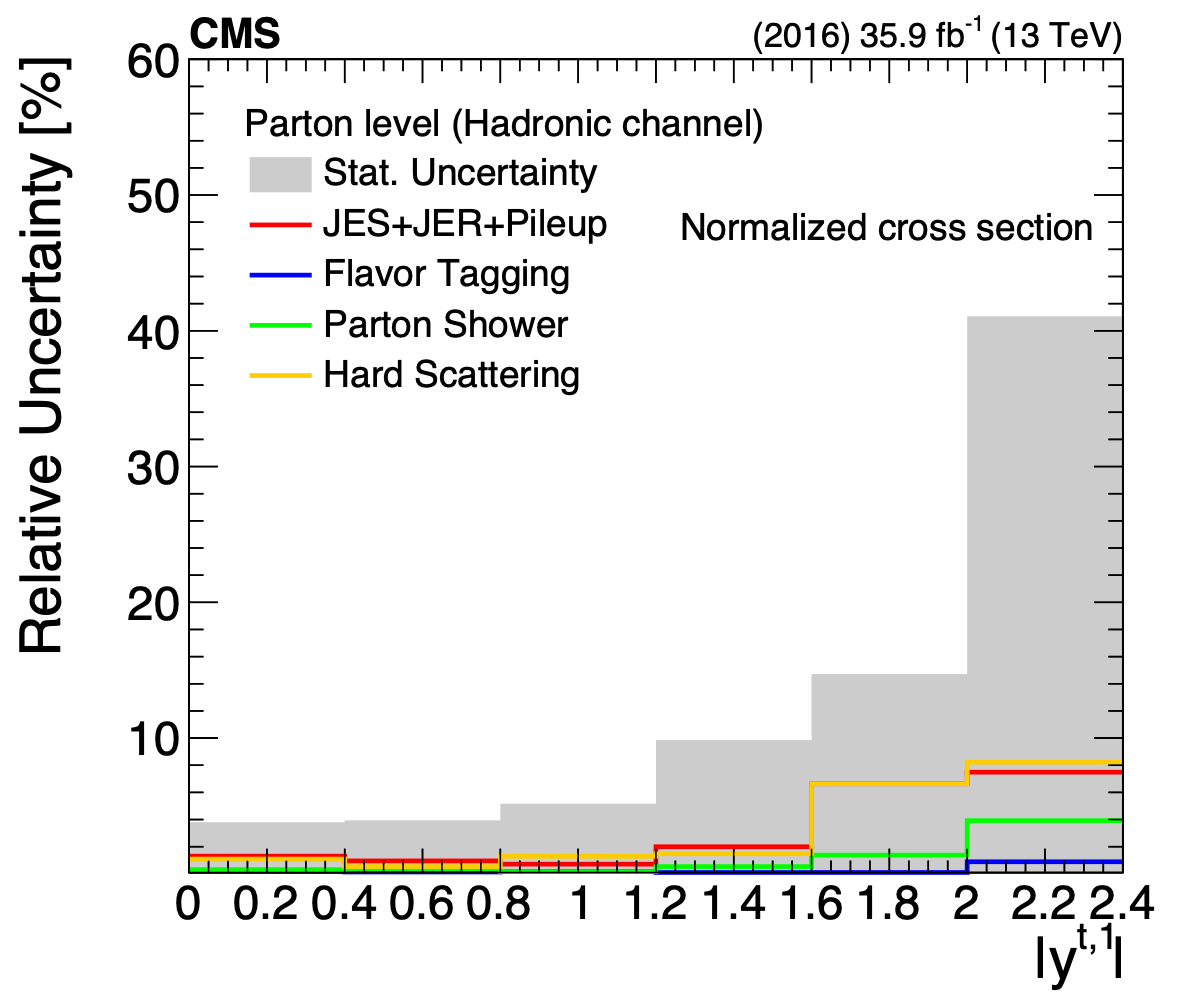 CMS (2016) 35.9 fb-1 (13 TeV)
Relative Uncertainty [%]
60
50
40
30
20
10
Parton level (Hadronic channel)
Stat. Uncertainty
JES+JER+Pileup
Flavor Tagging
Parton Shower
Hard Scattering
Normalized cross section
0 0.2 0.4 0.6 0.8 1 1.2 1.4 1.6 1.8 2 2.2 2.4
|y^t,1|